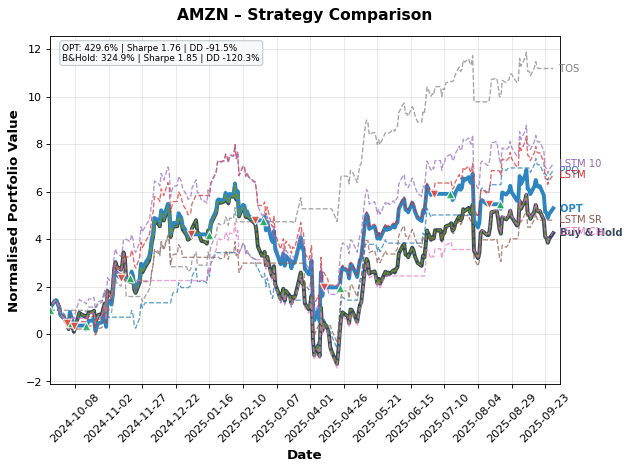 AMZN – Strategy Comparison
OPT: 429.6% | Sharpe 1.76 | DD -91.5%
B&Hold: 324.9% | Sharpe 1.85 | DD -120.3%
Normalised Portfolio Value
12
10
8
6
4
2
0
−2
TOS
LSTM 10
PPO
LSTM
OPT
LSTM SR
Buy & Hold
2024-10-08
2024-11-02
2024-11-27
2024-12-22
2025-01-16
2025-02-10
2025-03-07
2025-04-01
2025-04-26
2025-05-21
2025-06-15
2025-07-10
2025-08-04
2025-08-29
2025-09-23
Date